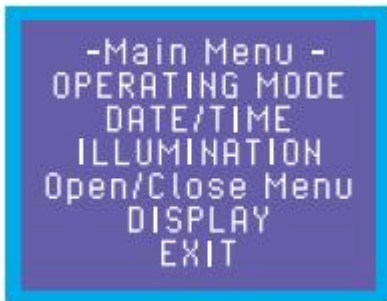 -Main Menu -
OPERATING MODE
DATE/TIME
ILLUMINATION
Open/Close Menu
DISPLAY
EXIT